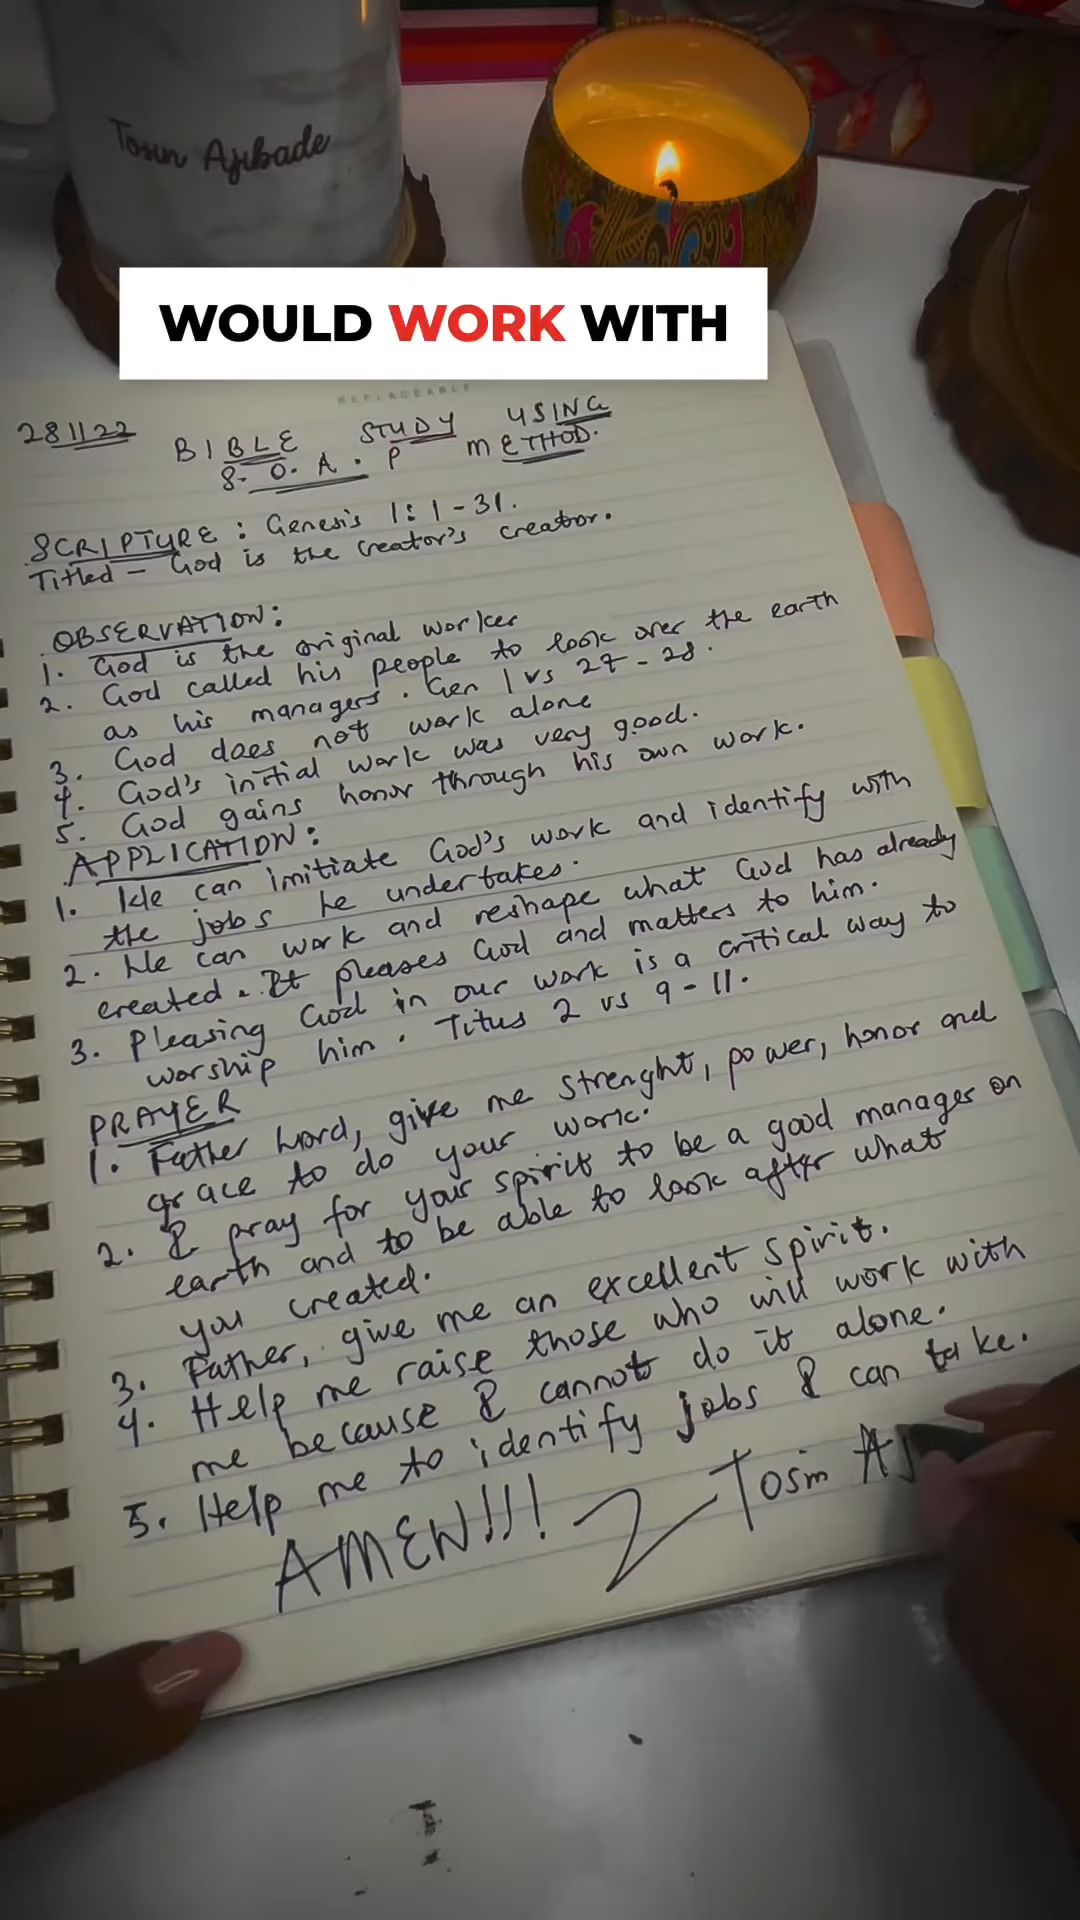 Tosin Ajibade
WOULD WORK WITH
REPLACEABLE
281122
BIBLE STUDY USING
S. O. A. P METHOD.
SCRIPTURE : Genesis 1:1-31.
Titled - God is the creator's creator.
OBSERVATION:
1. God is the original worker
2. God called his people to look over the earth
as his managers. Gen 1 vs 27-28.
3. God does not work alone
4. God's initial work was very good.
5. God gains honor through his own work.
APPLICATION:
1. He can imitiate God's work and identify with
the jobs he undertakes.
2. He can work and reshape what God has already
created. It pleases God and matters to him.
3. Pleasing God in our work is a critical way to
worship him. Titus 2 vs 9-11.
PRAYER
1. Father Lord, give me strenght, power, honor and
grace to do your work.
2. I pray for your spirit to be a good manager on
earth and to be able to look after what
you created.
3. Father, give me an excellent spirit.
4. Help me raise those who will work with
me because I cannot do it alone.
5. Help me to identify jobs I can take.
AMEN!!!
Tosin AJ